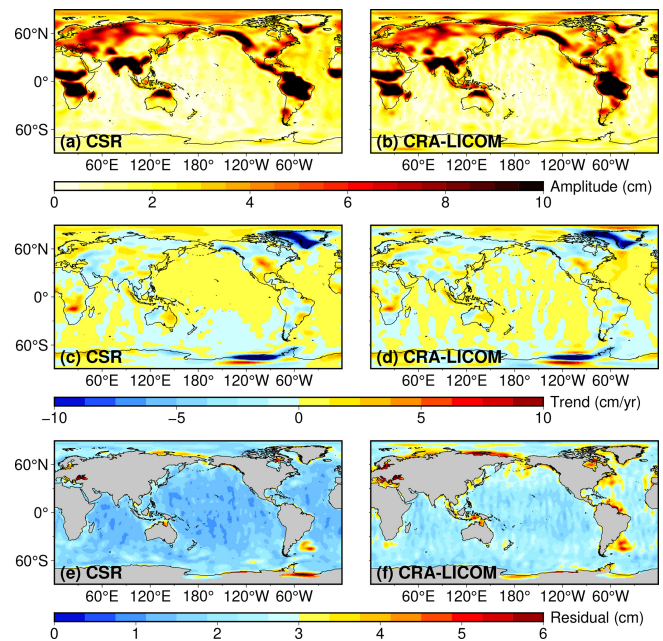 60°N
0°
60°S
(a) CSR
(b) CRA-LICOM
60°E 120°E 180° 120°W 60°W
60°E 120°E 180° 120°W 60°W 0°
0 2 4 6 8 10
Amplitude (cm)
60°N
0°
60°S
(c) CSR
(d) CRA-LICOM
60°E 120°E 180° 120°W 60°W
60°E 120°E 180° 120°W 60°W 0°
−10 −5 0 5 10
Trend (cm/yr)
60°N
0°
60°S
(e) CSR
(f) CRA-LICOM
60°E 120°E 180° 120°W 60°W
60°E 120°E 180° 120°W 60°W 0°
0 1 2 3 4 5 6
Residual (cm)